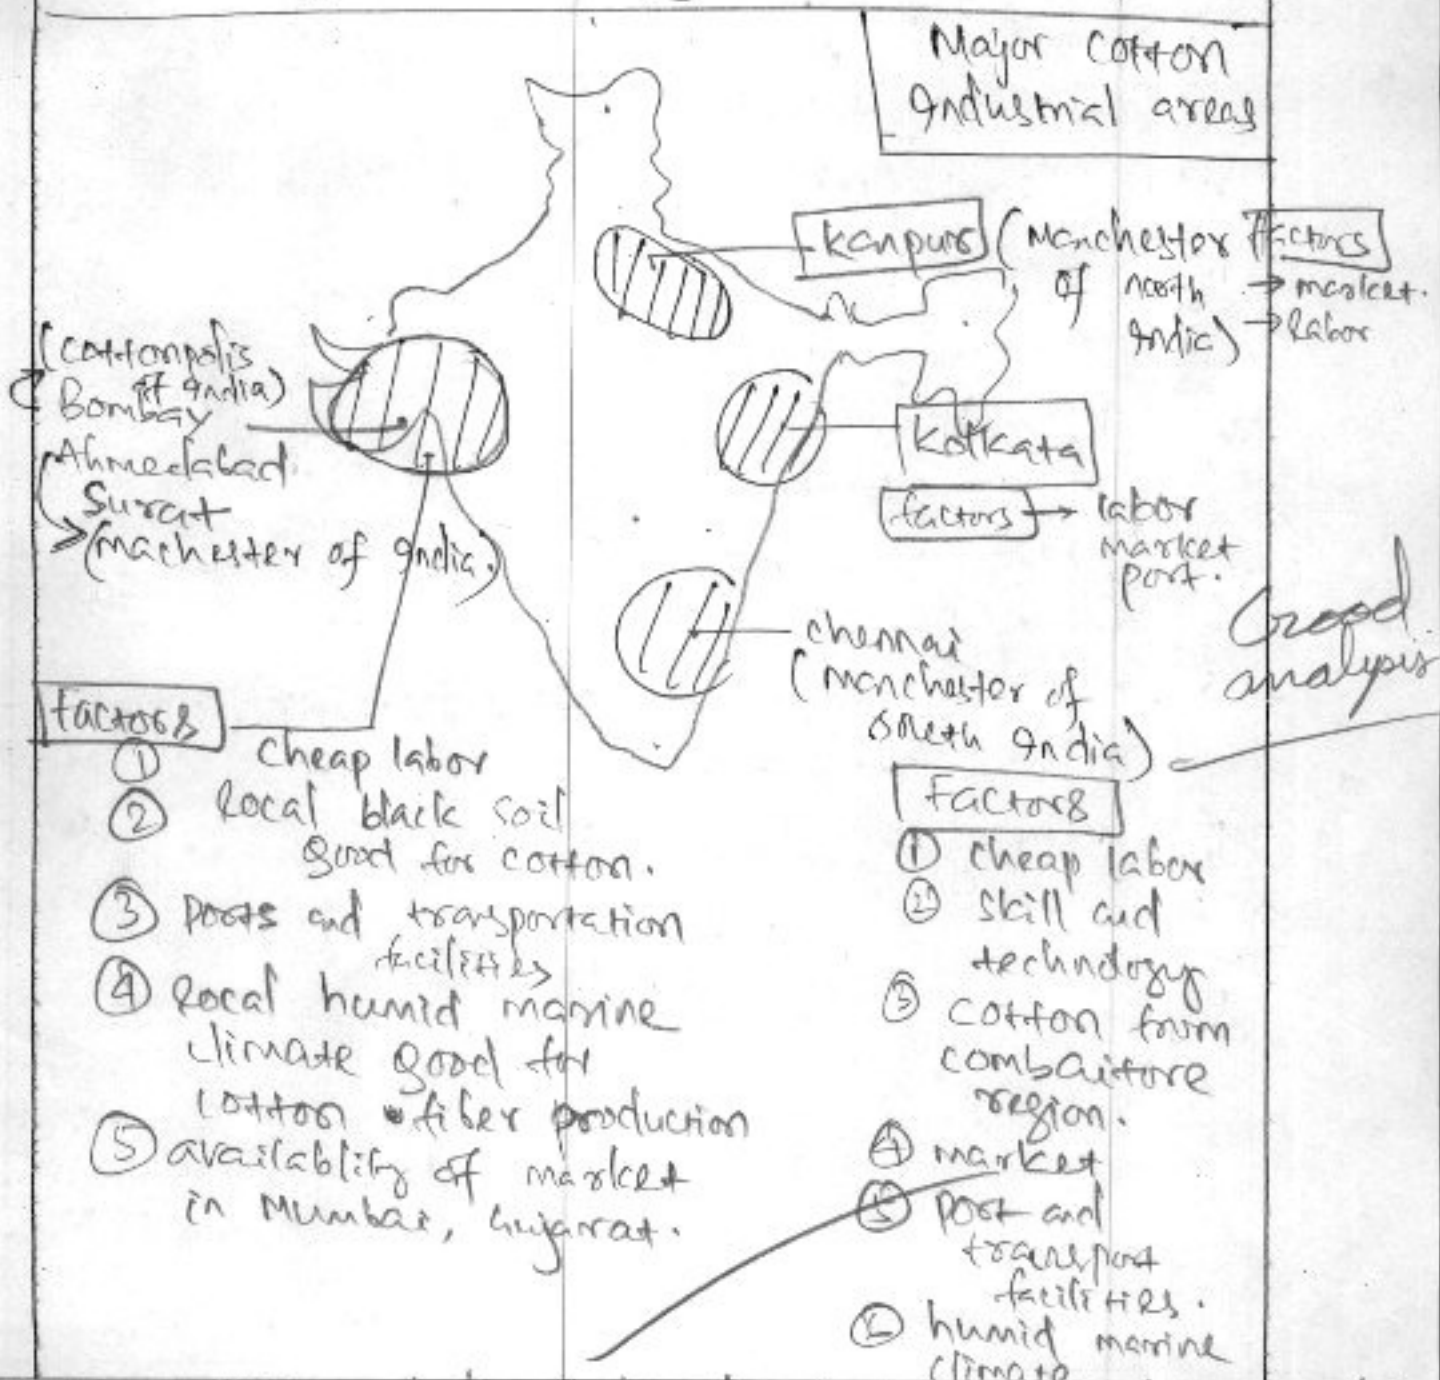 Major Cotton
Industrial areas
Kanpur (Manchester
of north
India)
Factors
→ market.
→ labor
(Cottonpolis
of India)
Bombay
Ahmedabad
Surat
(Machester of India.)
Kolkata
factors → labor
market
port.
Good
analysis
chennai
(manchester of
South India)
Factors
① Cheap labor
② Local black soil
good for cotton.
③ Ports and transportation
facilities
④ Local humid marine
climate good for
cotton fiber production
⑤ availablity of market
in Mumbai, Gujarat.
Factors
① cheap labor
② skill and
technology
③ cotton from
combaitore
region.
④ market
⑤ port and
transport
facilities.
⑥ humid marine
climate